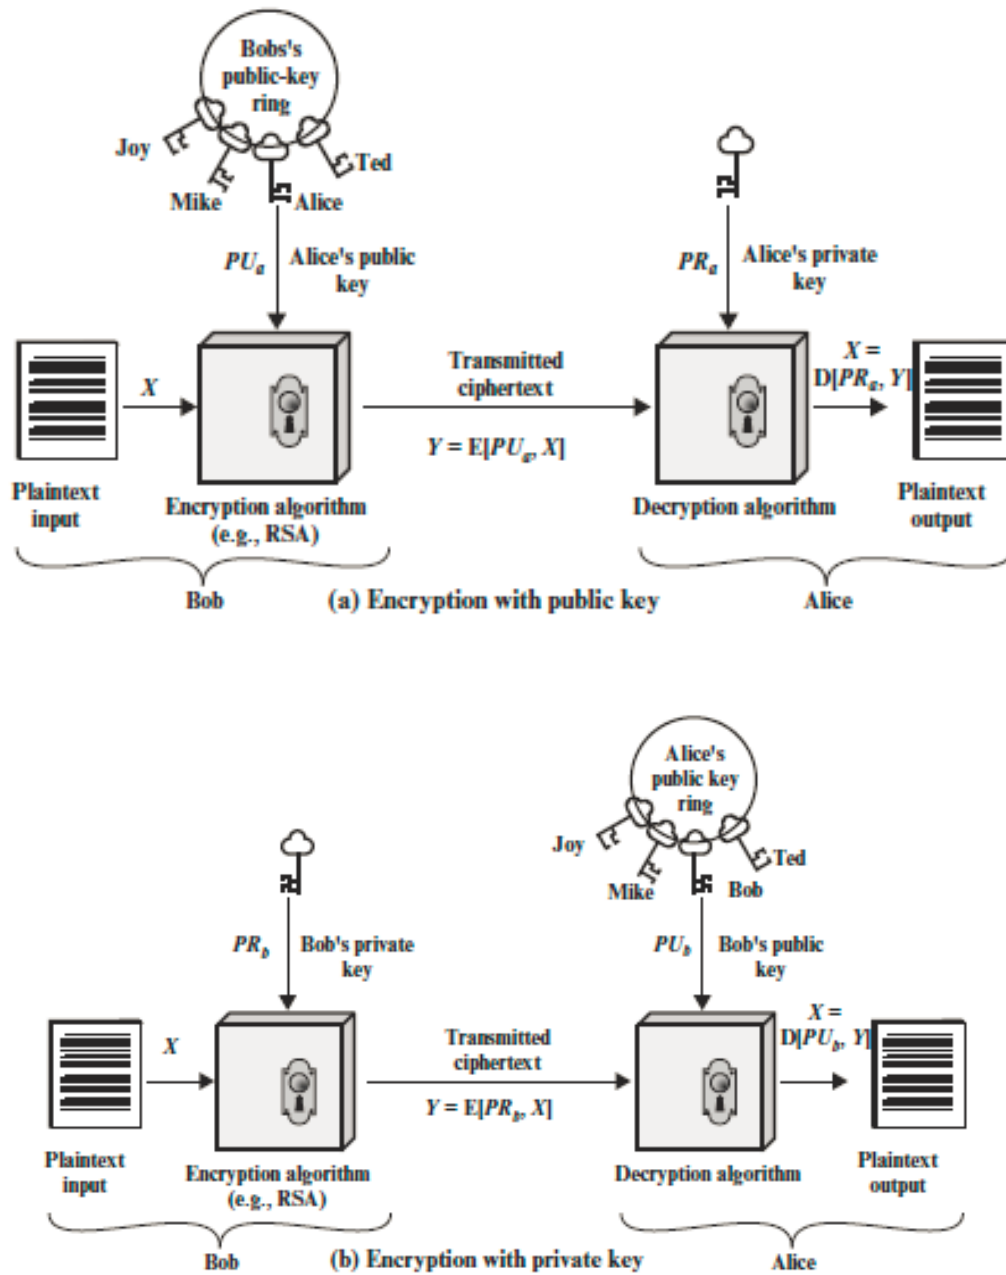 Bobs's
public-key
ring
Joy
Ted
Mike
Alice
PUa
Alice's public
key
PRa
Alice's private
key
X
Transmitted
ciphertext
X =
D[PRa, Y]
Y = E[PUa, X]
Plaintext
input
Encryption algorithm
(e.g., RSA)
Decryption algorithm
Plaintext
output
Bob
(a) Encryption with public key
Alice
Alice's
public key
ring
Joy
Ted
Mike
Bob
PRb
Bob's private
key
PUb
Bob's public
key
X
Transmitted
ciphertext
X =
D[PUb, Y]
Y = E[PRb, X]
Plaintext
input
Encryption algorithm
(e.g., RSA)
Decryption algorithm
Plaintext
output
Bob
(b) Encryption with private key
Alice